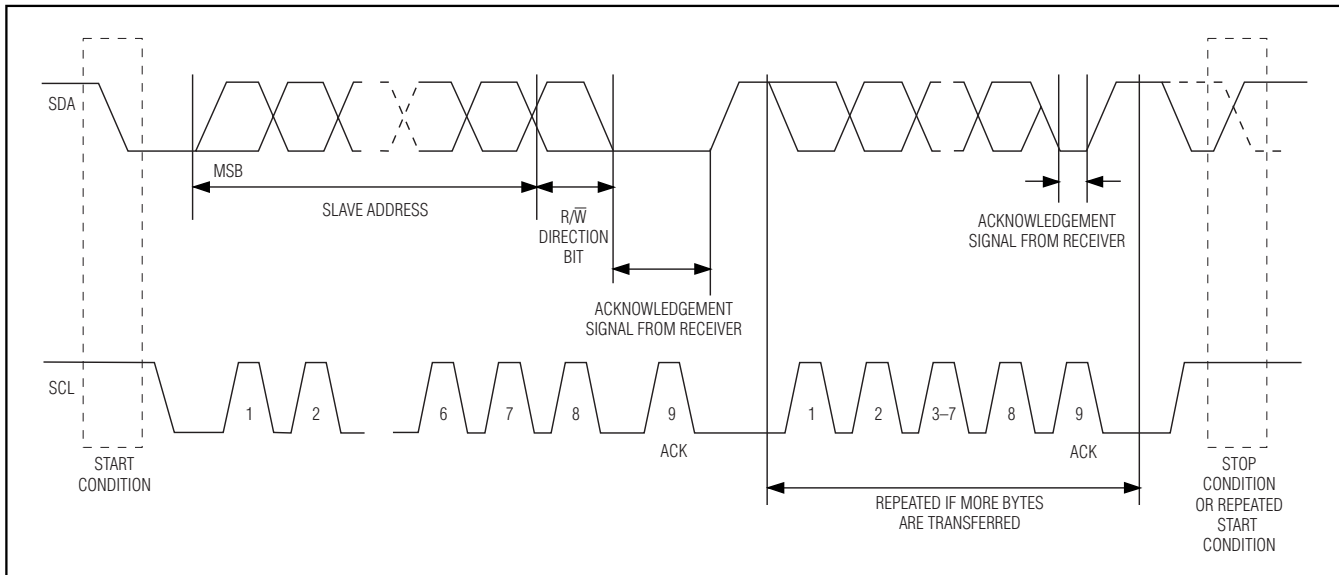 SDA
MSB
SLAVE ADDRESS
R/W̅
DIRECTION
BIT
ACKNOWLEDGEMENT
SIGNAL FROM RECEIVER
ACKNOWLEDGEMENT
SIGNAL FROM RECEIVER
SCL
1 2 6 7 8 9 1 2 3–7 8 9
ACK ACK
START
CONDITION
REPEATED IF MORE BYTES
ARE TRANSFERRED
STOP
CONDITION
OR REPEATED
START
CONDITION